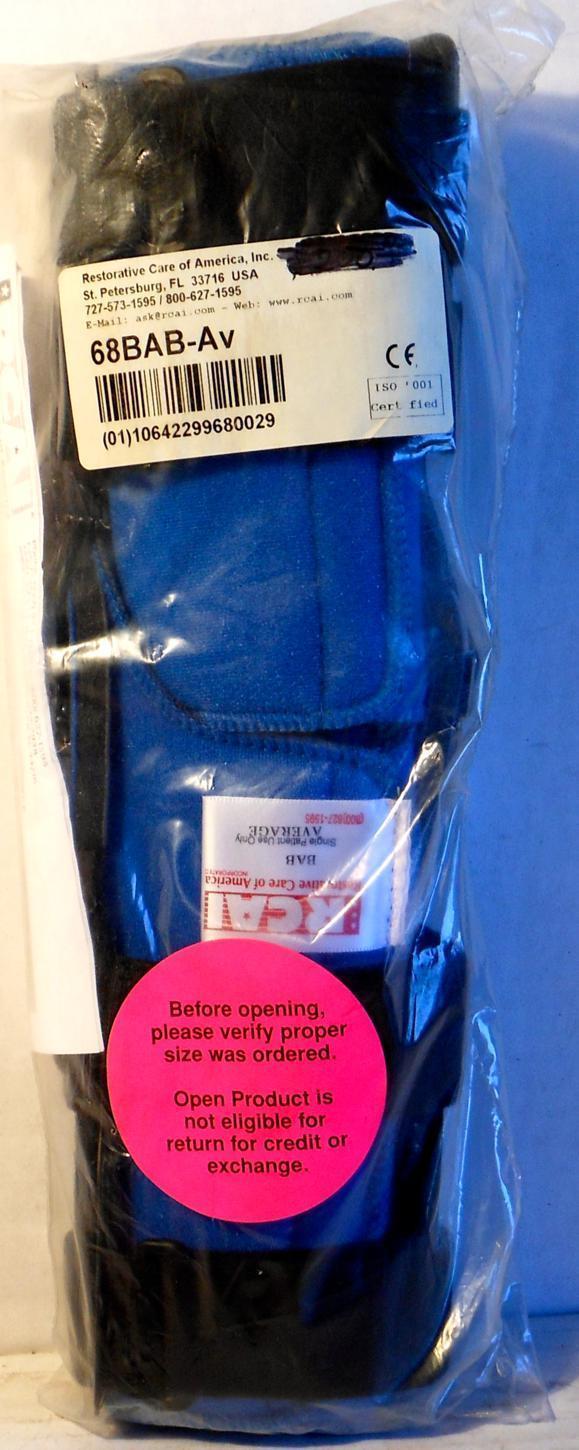 Restorative Care of America, Inc.
St. Petersburg, FL 33716 USA
727-573-1595 / 800-627-1595
E-Mail: ask@rcai.com - Web: www.rcai.com
68BAB-Av
CE
ISO 001
Cert fied
(01)10642299680029
RCAI
Restorative Care of America
INCORPORATED
BAB
AVERAGE
Single Patient Use Only
(800)627-1595
Before opening,
please verify proper
size was ordered.
Open Product is
not eligible for
return for credit or
exchange.